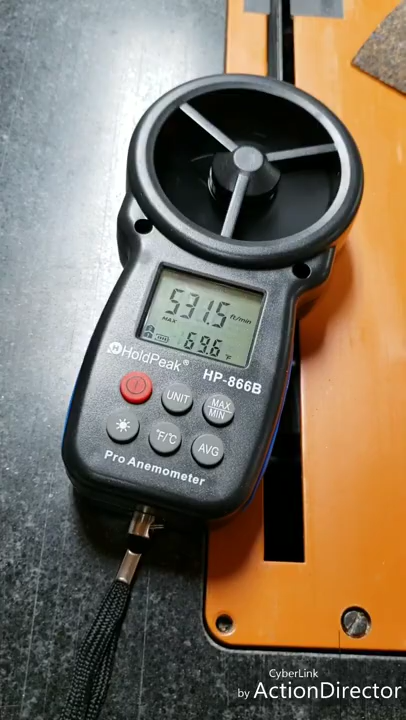 531.5 ft/min
MAX
69.6 °F
HoldPeak®
HP-866B
UNIT
MAX
MIN
°F/°C
AVG
Pro Anemometer
CyberLink
by ActionDirector